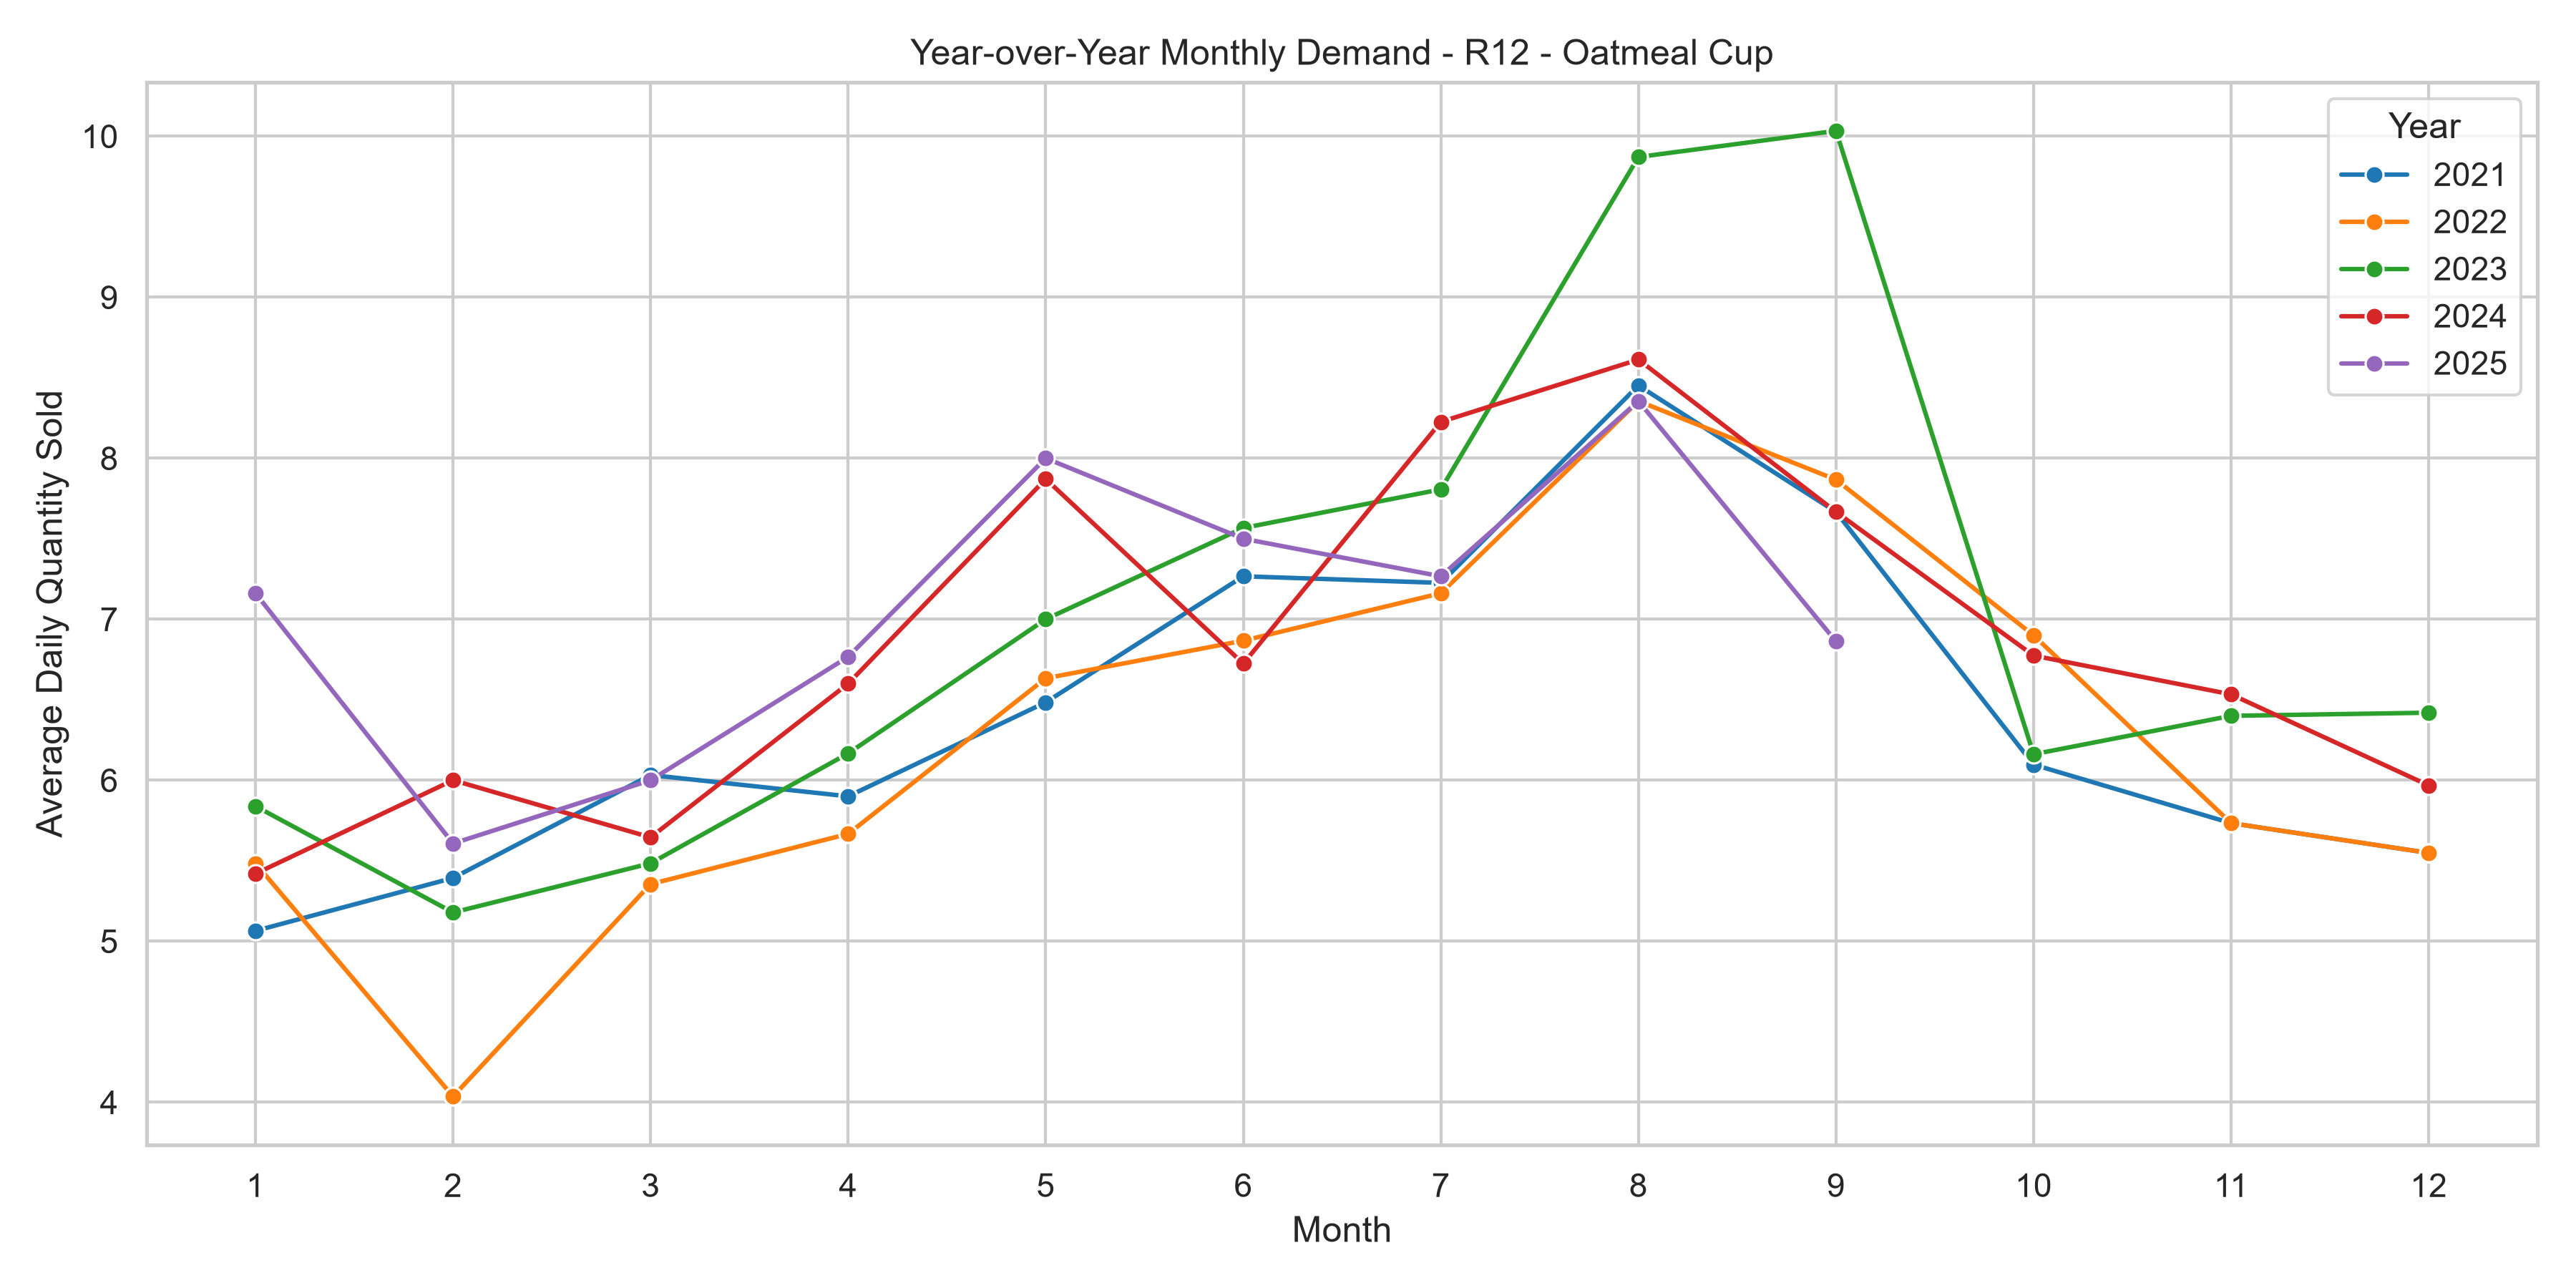 Year-over-Year Monthly Demand - R12 - Oatmeal Cup
Average Daily Quantity Sold
10
9
8
7
6
5
4
Year
2021
2022
2023
2024
2025
1 2 3 4 5 6 7 8 9 10 11 12
Month